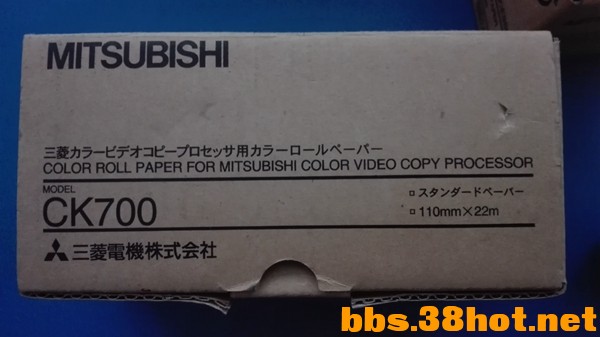 MITSUBISHI
三菱カラービデオコピープロセッサ用カラーロールペーパー
COLOR ROLL PAPER FOR MITSUBISHI COLOR VIDEO COPY PROCESSOR
MODEL
CK700
スタンダードペーパー
110mm×22m
三菱電機株式会社
bbs.38hot.net